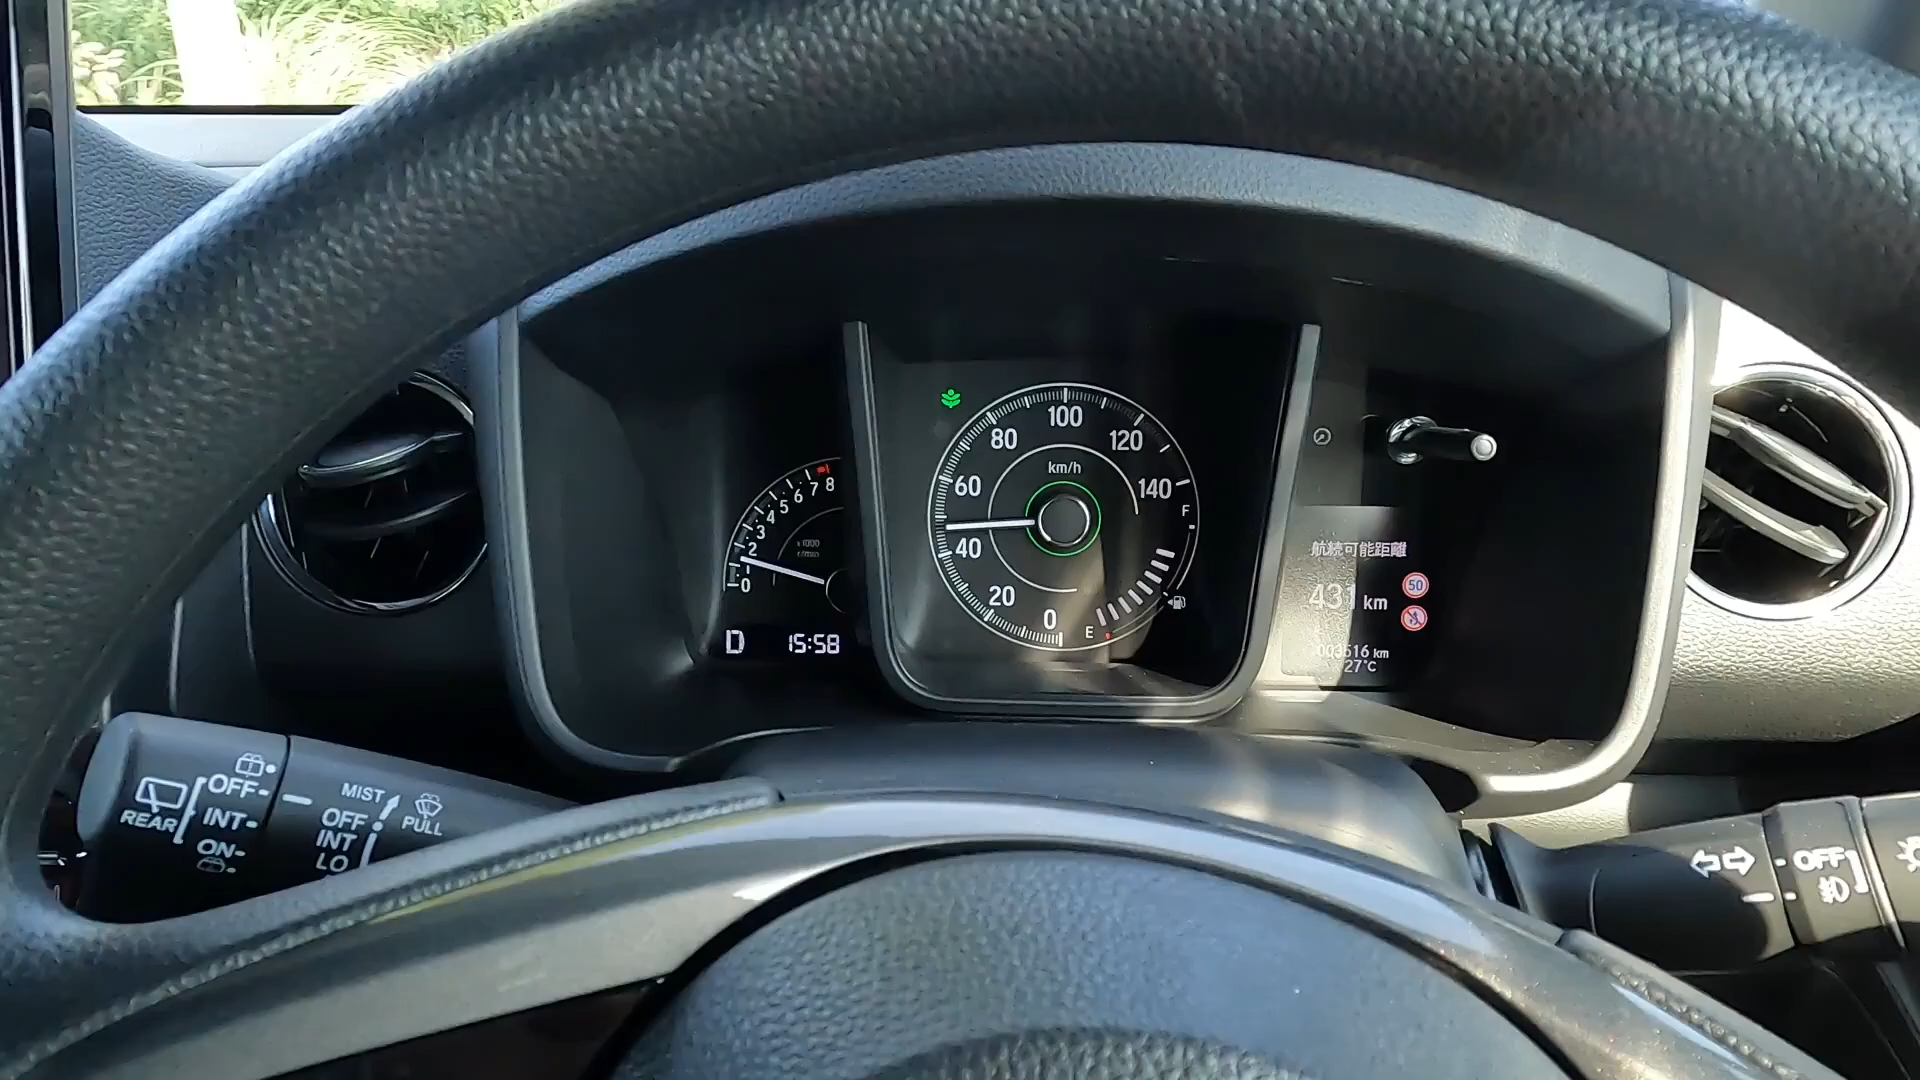 100
80
120
km/h
60
140
F
40
20
0
E
8
7
6
5
4
3
2
1
0
x1000
r/min
D
15:58
航続可能距離
431 km
50
003516 km
27℃
REAR
OFF
INT
ON
MIST
OFF
INT
LO
PULL
OFF